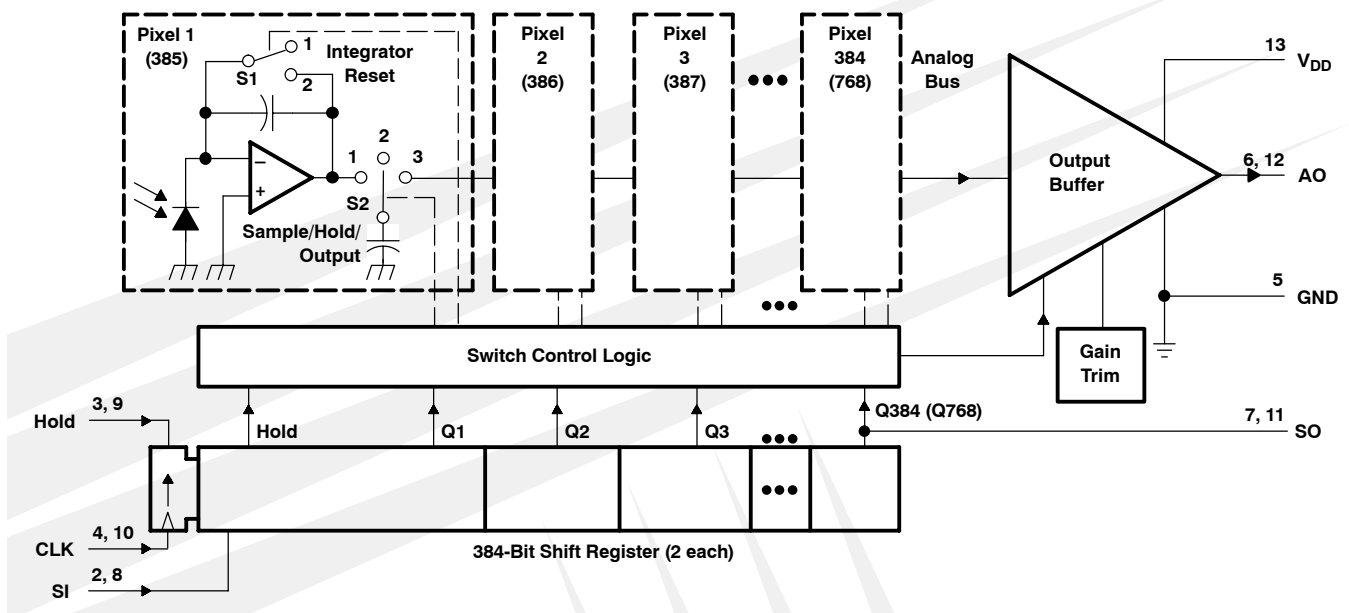 Pixel 1
(385)
1
Integrator
Reset
S1
2
Pixel
2
(386)
Pixel
3
(387)
Pixel
384
(768)
Analog
Bus
13
VDD
−
+
1
2
3
S2
Sample/Hold/
Output
Output
Buffer
6, 12
AO
5
GND
Switch Control Logic
Gain
Trim
Hold
3, 9
Hold
Q1
Q2
Q3
Q384 (Q768)
7, 11
SO
CLK
4, 10
384-Bit Shift Register (2 each)
SI
2, 8